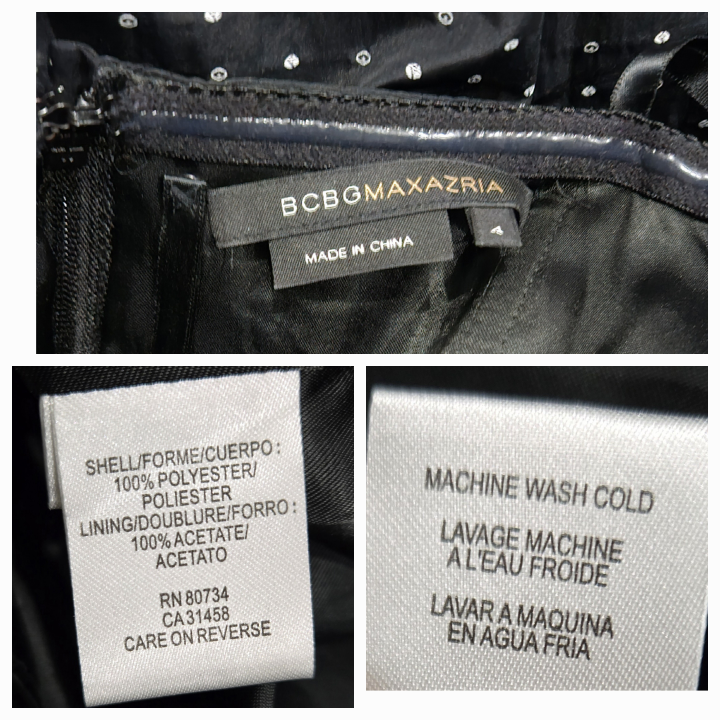 BCBGMAXAZRIA
MADE IN CHINA
4
SHELL/FORME/CUERPO:
100% POLYESTER/
POLIESTER
LINING/DOUBLURE/FORRO:
100% ACETATE/
ACETATO
RN 80734
CA 31458
CARE ON REVERSE
MACHINE WASH COLD
LAVAGE MACHINE
A L'EAU FROIDE
LAVAR A MAQUINA
EN AGUA FRIA